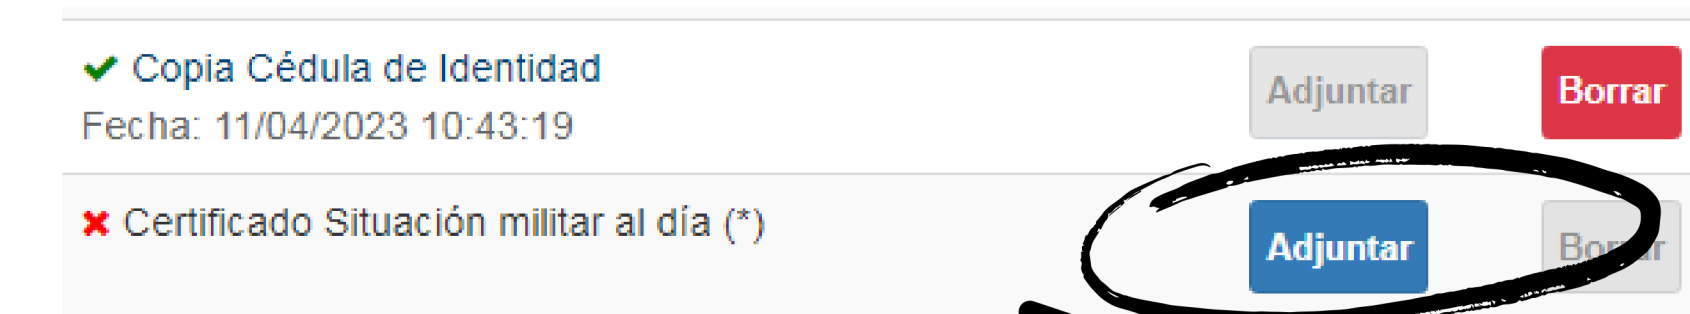 ✔ Copia Cédula de Identidad
Adjuntar
Borrar
Fecha: 11/04/2023 10:43:19
✖ Certificado Situación militar al día (*)
Adjuntar
Borrar